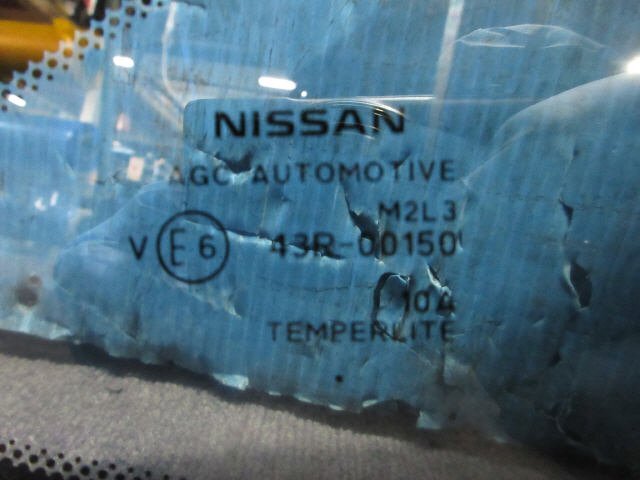 NISSAN
AGC AUTOMOTIVE
M2L3
V E6 43R-00150
104
TEMPERLITE